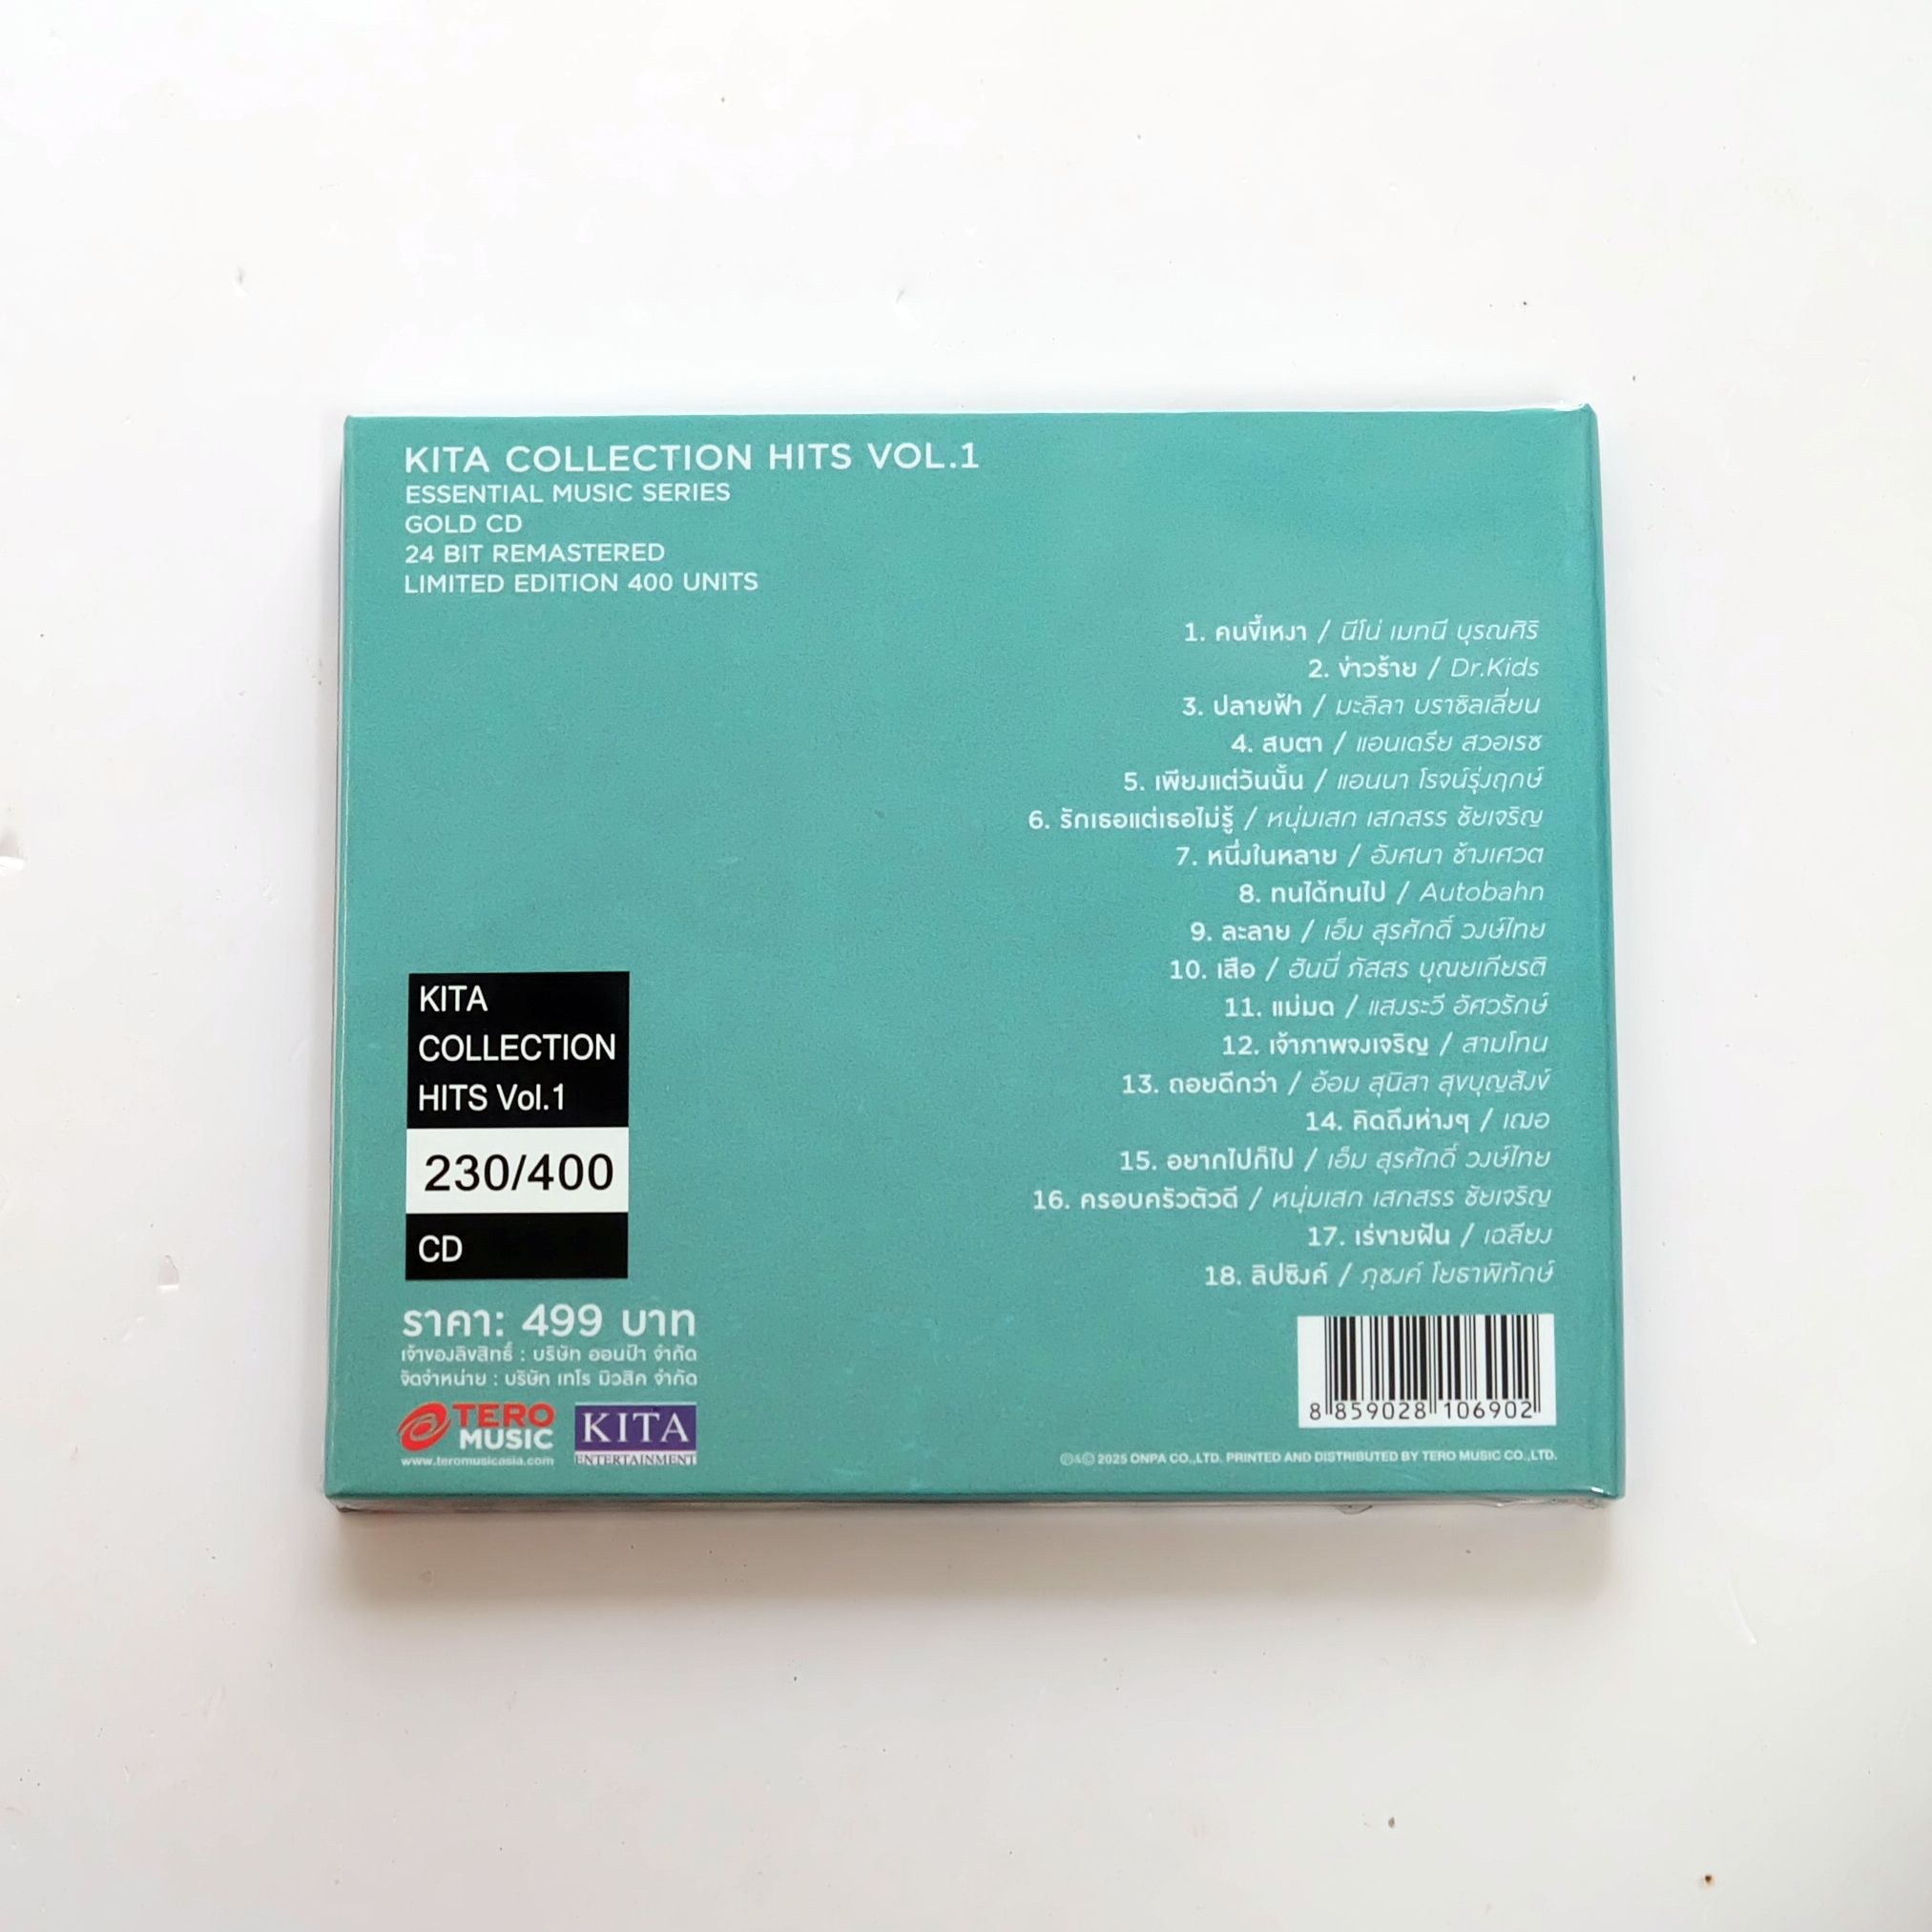 KITA COLLECTION HITS VOL.1
ESSENTIAL MUSIC SERIES
GOLD CD
24 BIT REMASTERED
LIMITED EDITION 400 UNITS
1. คนขี้เหงา / นีโน่ เมทนี บุรณศิริ
2. ข่าวร้าย / Dr.Kids
3. ปลายฟ้า / มะลิลา บราซิลเลี่ยน
4. สบตา / แอนเดรีย สวอเรซ
5. เพียงแต่วันนั้น / แอนนา โรจน์รุ่งฤกษ์
6. รักเธอแต่เธอไม่รู้ / หนุ่มเสก เสกสรร ชัยเจริญ
7. หนึ่งในหลาย / อังศนา ช้างเศวต
8. ทนได้ทนไป / Autobahn
9. ละลาย / เอ็ม สุรศักดิ์ วงษ์ไทย
10. เสือ / ฮันนี่ ภัสสร บุณยเกียรติ
11. แม่มด / แสงระวี อัศวรักษ์
12. เจ้าภาพจงเจริญ / สามโทน
13. ถอยดีกว่า / อ้อม สุนิสา สุขบุญสังข์
14. คิดถึงห่างๆ / เฌอ
15. อยากไปก็ไป / เอ็ม สุรศักดิ์ วงษ์ไทย
16. ครอบครัวตัวดี / หนุ่มเสก เสกสรร ชัยเจริญ
17. เร่ขายฝัน / เฉลียง
18. ลิปซิงค์ / ภุชงค์ โยธาพิทักษ์
KITA
COLLECTION
HITS Vol.1
230/400
CD
ราคา: 499 บาท
เจ้าของลิขสิทธิ์ : บริษัท ออนป้า จำกัด
จัดจำหน่าย : บริษัท เทโร มิวสิค จำกัด
TERO
MUSIC
www.teromusicasia.com
KITA
ENTERTAINMENT
8 859028 106902
℗&© 2025 ONPA CO.,LTD. PRINTED AND DISTRIBUTED BY TERO MUSIC CO.,LTD.